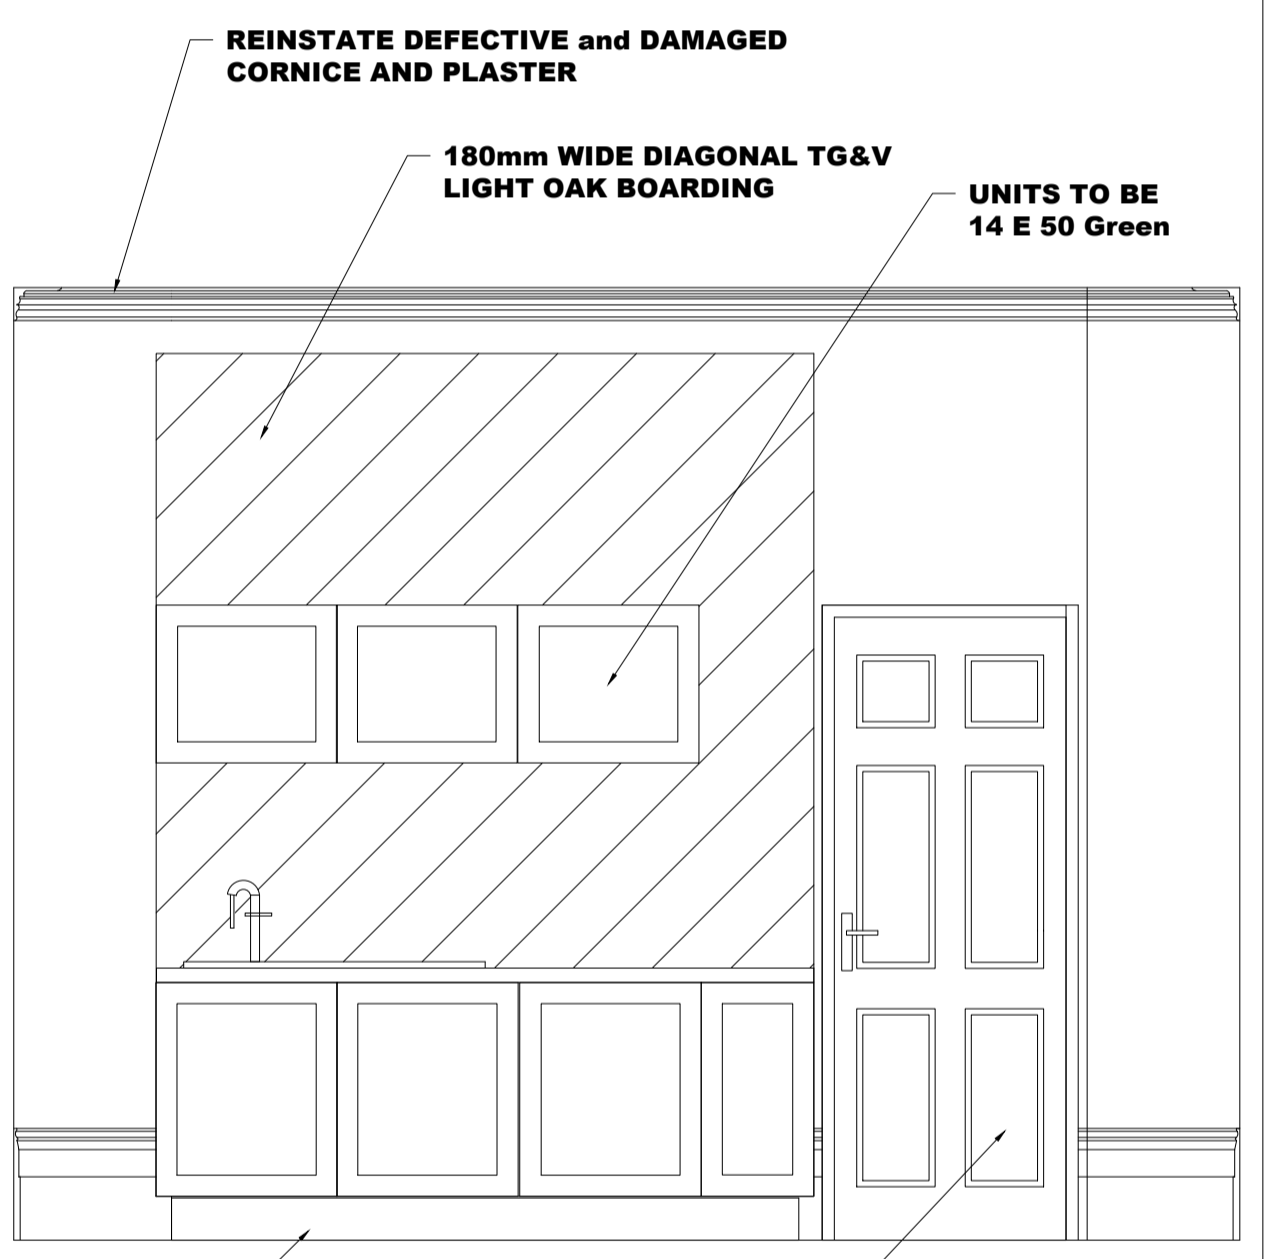 REINSTATE DEFECTIVE and DAMAGED
CORNICE AND PLASTER
180mm WIDE DIAGONAL TG&V
LIGHT OAK BOARDING
UNITS TO BE
14 E 50 Green